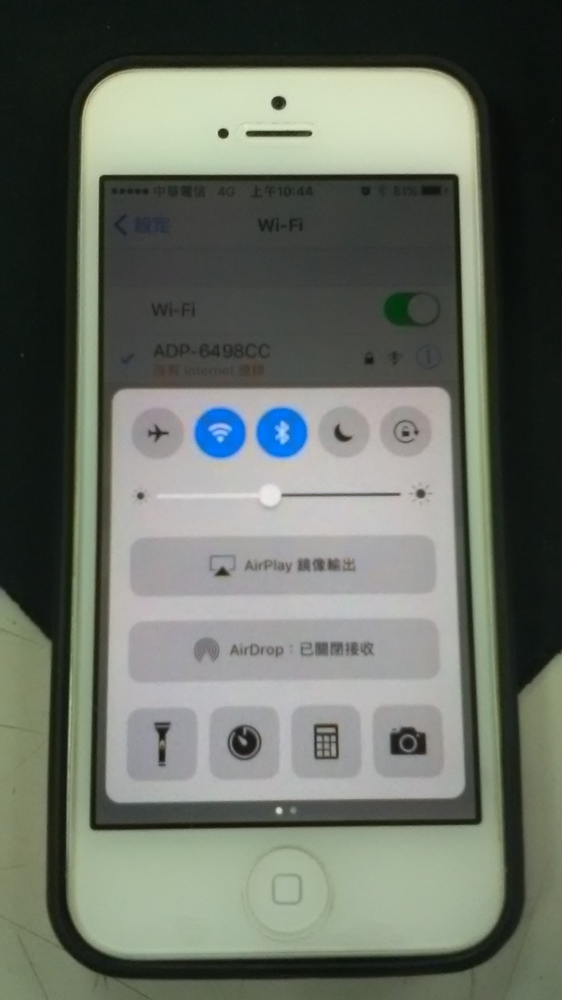 中華電信 4G 上午10:44 81%
設定 Wi-Fi
Wi-Fi
ADP-6498CC
沒有 Internet 連線
AirPlay 鏡像輸出
AirDrop：已關閉接收